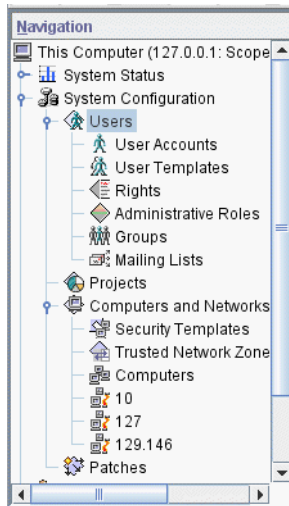 Navigation
This Computer (127.0.0.1: Scope
System Status
System Configuration
Users
User Accounts
User Templates
Rights
Administrative Roles
Groups
Mailing Lists
Projects
Computers and Networks
Security Templates
Trusted Network Zone
Computers
10
127
129.146
Patches